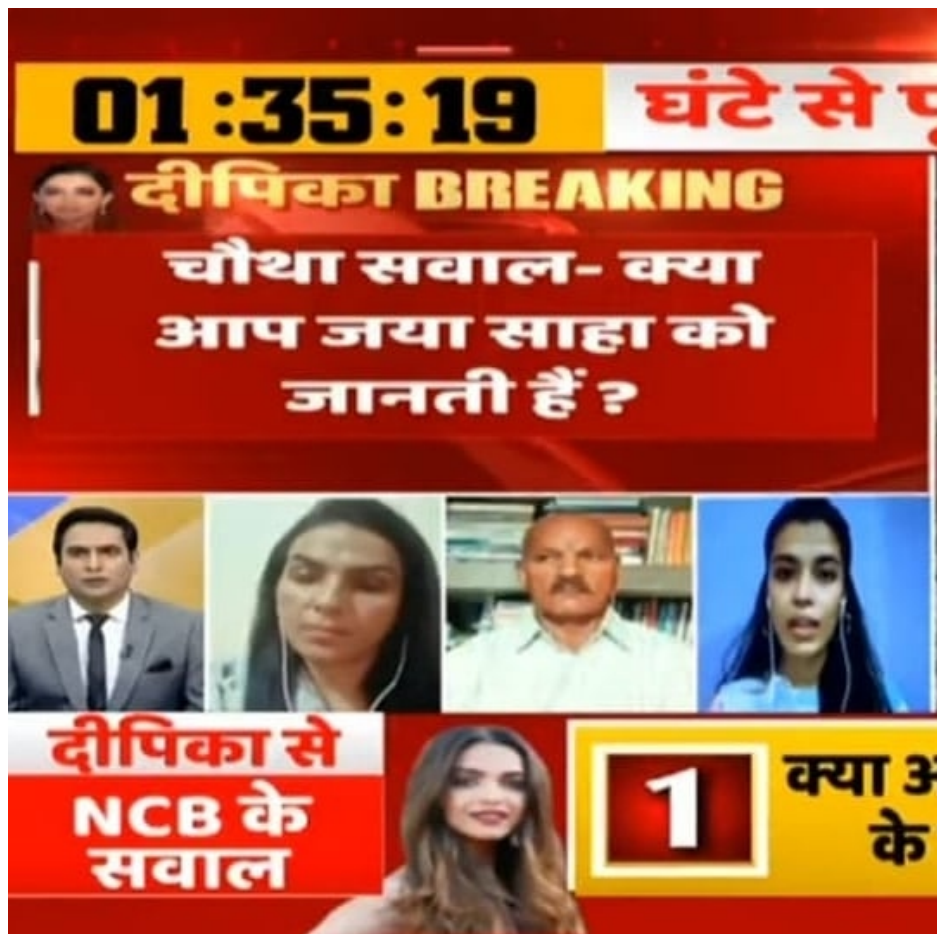 01:35:19
घंटे से
दीपिका BREAKING
चौथा सवाल- क्या
आप जया साहा को
जानती हैं ?
दीपिका से
NCB के
सवाल
1
क्या
के